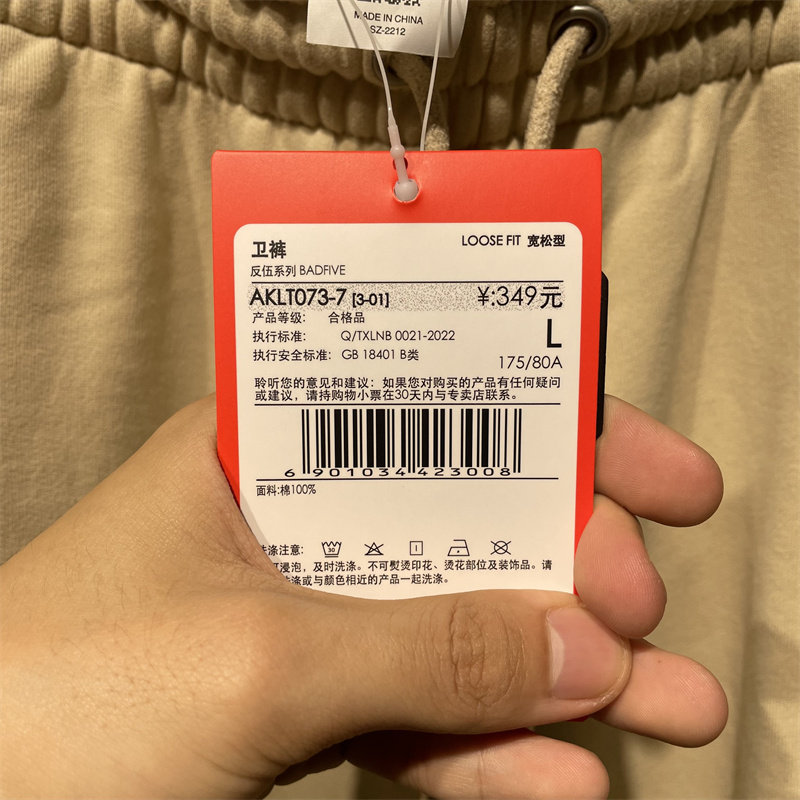 MADE IN CHINA
SZ-2212
卫裤
LOOSE FIT 宽松型
反伍系列 BADFIVE
AKLT073-7 [3-01]
¥:349元
产品等级: 合格品
执行标准: Q/TXLNB 0021-2022
L
执行安全标准: GB 18401 B类
175/80A
聆听您的意见和建议: 如果您对购买的产品有任何疑问
或建议, 请持购物小票在30天内与专卖店联系。
6 901034 423008
面料:棉100%
涤注意:
30
浸泡, 及时洗涤。不可熨烫印花、烫花部位及装饰品。请
涤或与颜色相近的产品一起洗涤。